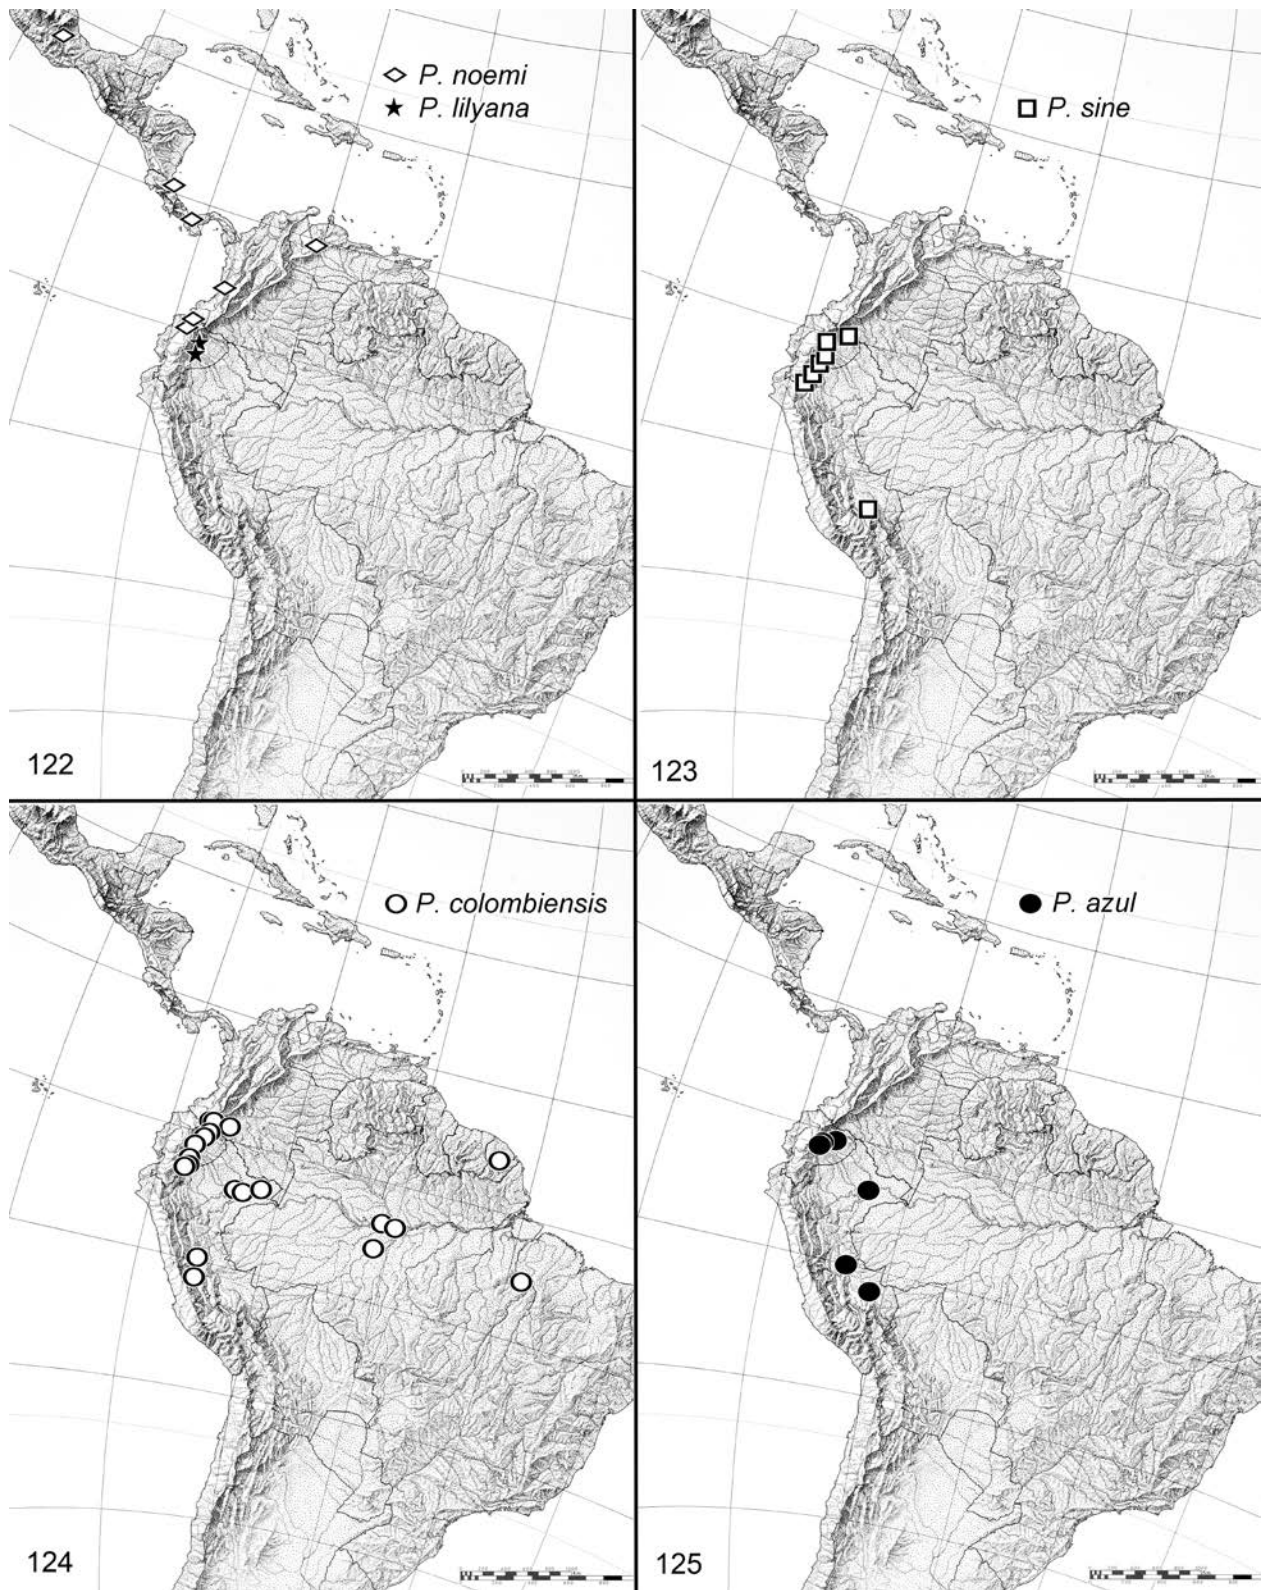 P. noemi
P. lilyana
122
P. sine
123
P. colombiensis
124
P. azul
125